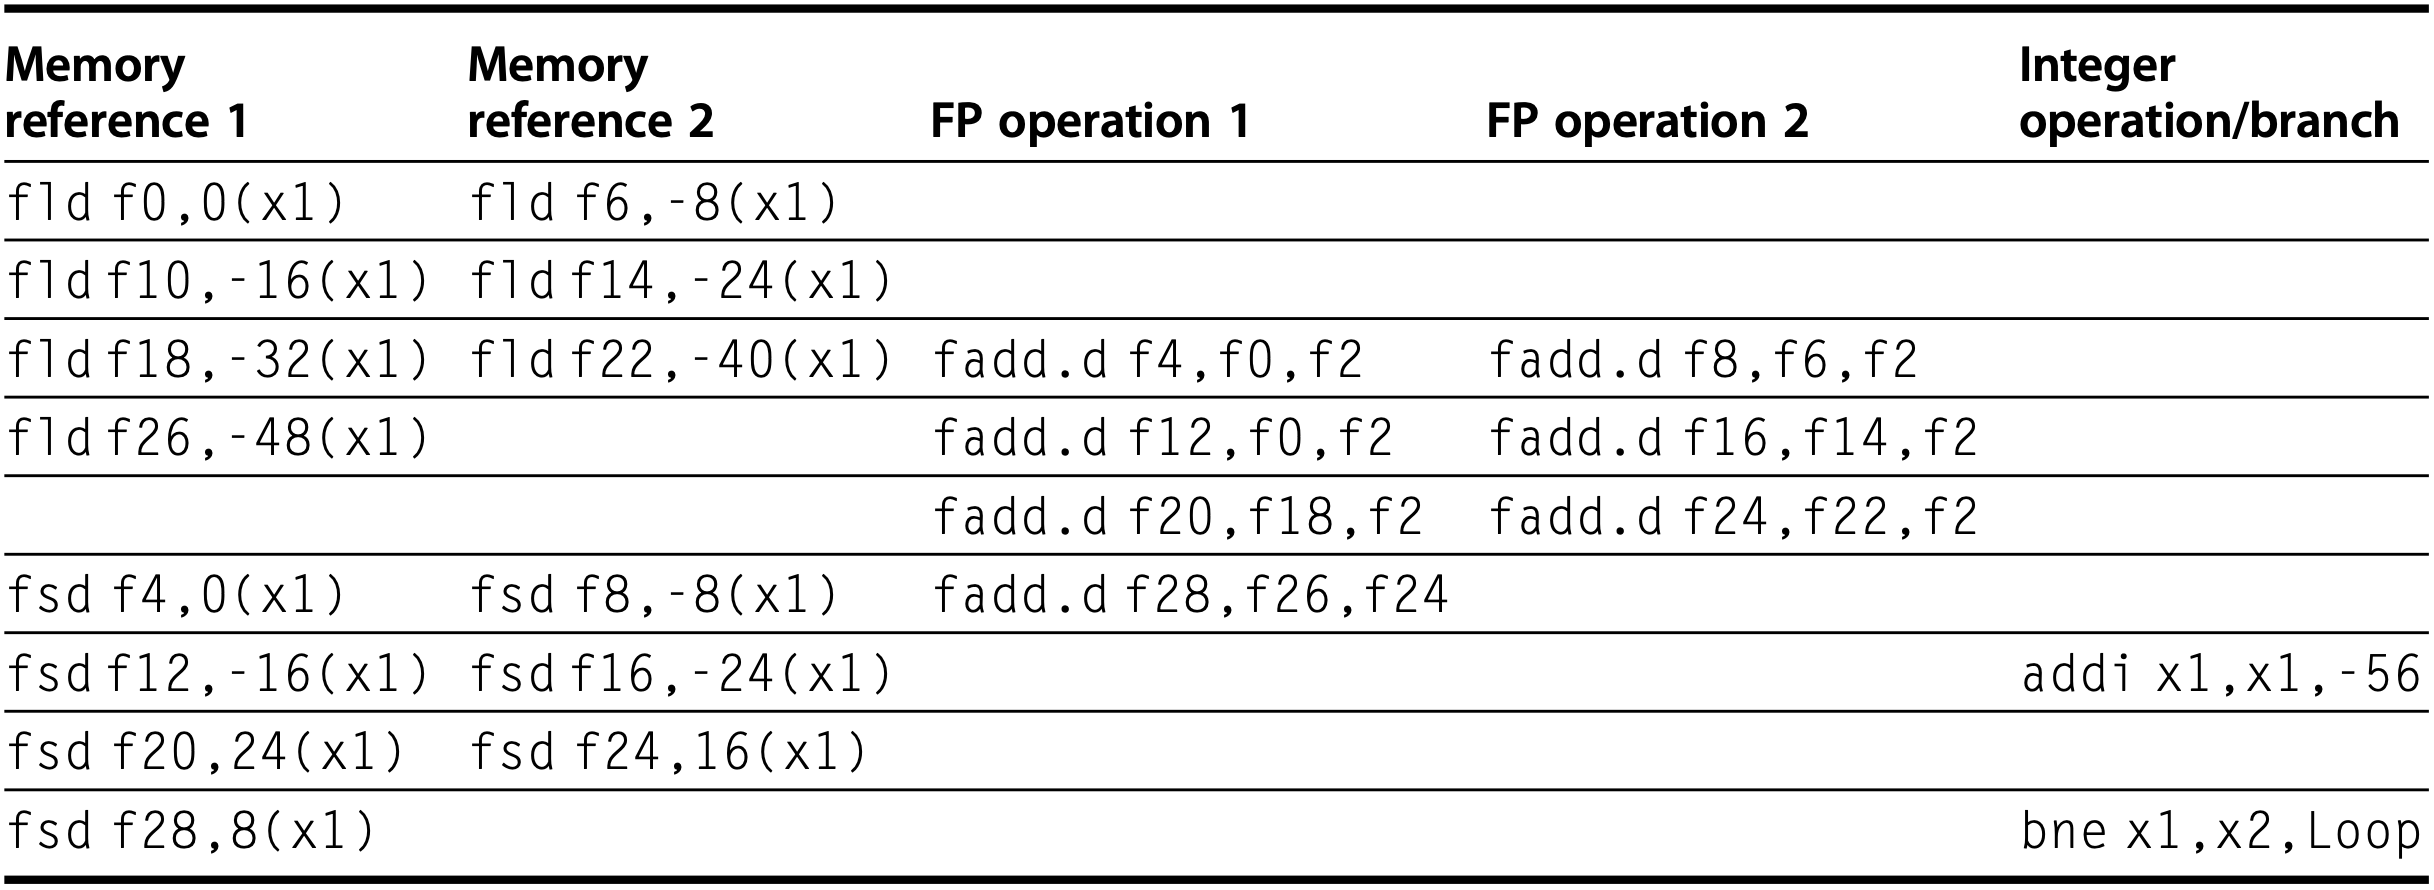 Memory reference 1 Memory reference 2 FP operation 1 FP operation 2 Integer operation/branch
fld f0,0(x1) fld f6,-8(x1)
fld f10,-16(x1) fld f14,-24(x1)
fld f18,-32(x1) fld f22,-40(x1) fadd.d f4,f0,f2 fadd.d f8,f6,f2
fld f26,-48(x1) fadd.d f12,f0,f2 fadd.d f16,f14,f2
fadd.d f20,f18,f2 fadd.d f24,f22,f2
fsd f4,0(x1) fsd f8,-8(x1) fadd.d f28,f26,f24
fsd f12,-16(x1) fsd f16,-24(x1) addi x1,x1,-56
fsd f20,24(x1) fsd f24,16(x1)
fsd f28,8(x1) bne x1,x2,Loop